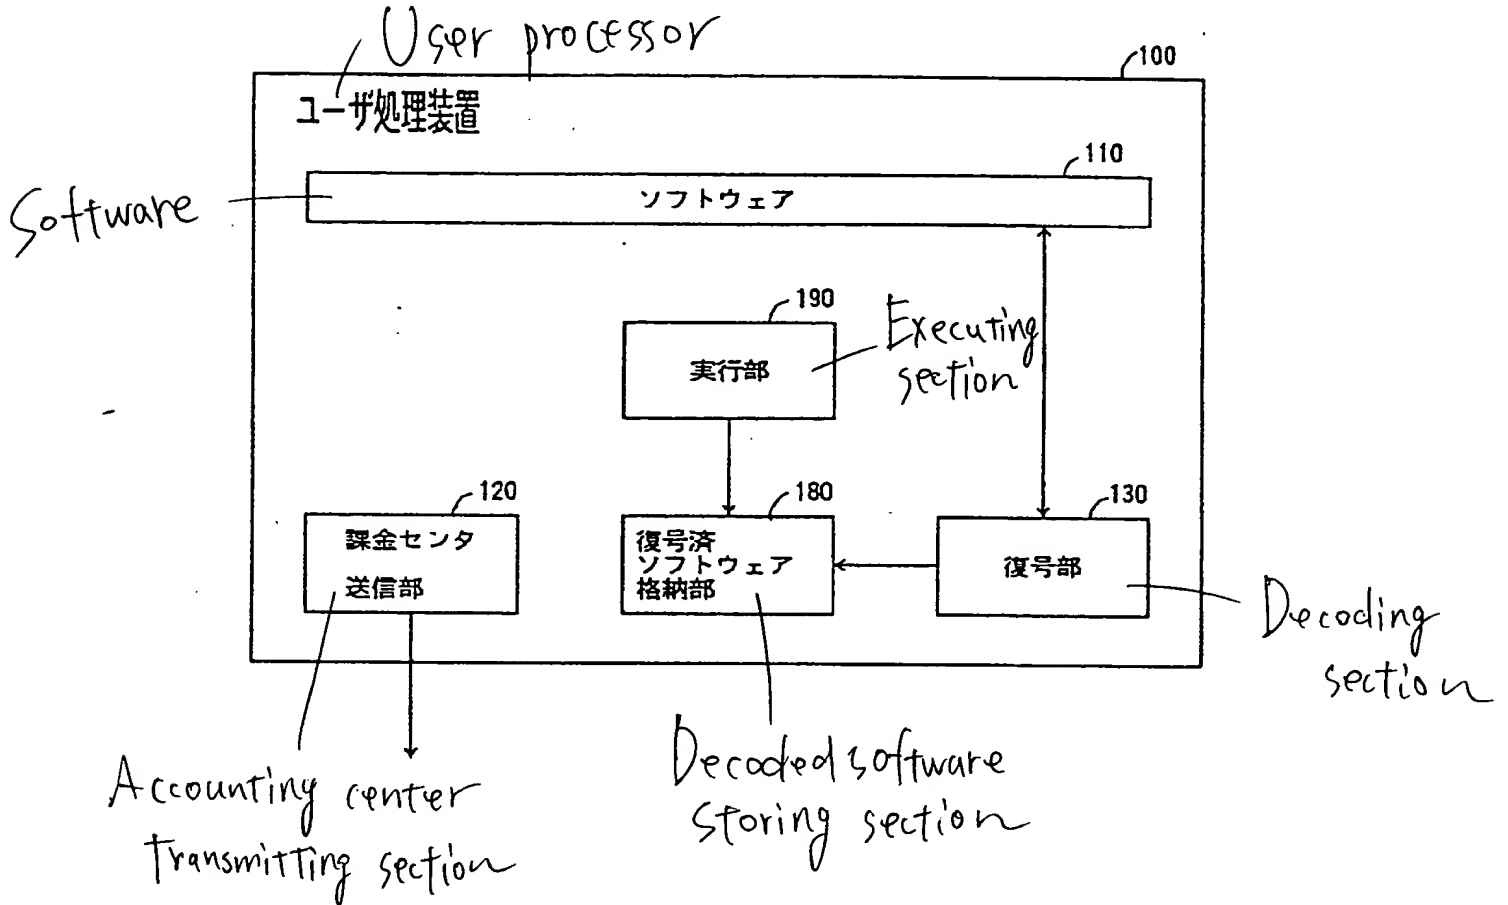 User processor
100
ユーザ処理装置
110
Software
ソフトウェア
190
Executing
section
実行部
120
180
130
課金センタ
送信部
復号済
ソフトウェア
格納部
復号部
Decoding
section
Accounting center
transmitting section
Decoded software
storing section